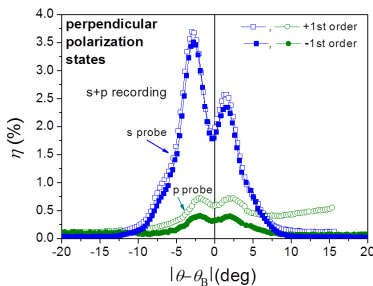 perpendicular
polarization
states
, +1st order
, -1st order
s+p recording
s probe
p probe
η (%)
4.0
3.5
3.0
2.5
2.0
1.5
1.0
0.5
0.0
-20 -15 -10 -5 0 5 10 15 20
|θ-θB|(deg)